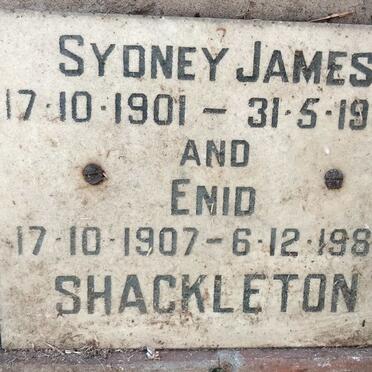 SYDNEY JAMES
17·10·1901 – 31·5·19
AND
ENID
17·10·1907–6·12·198
SHACKLETON